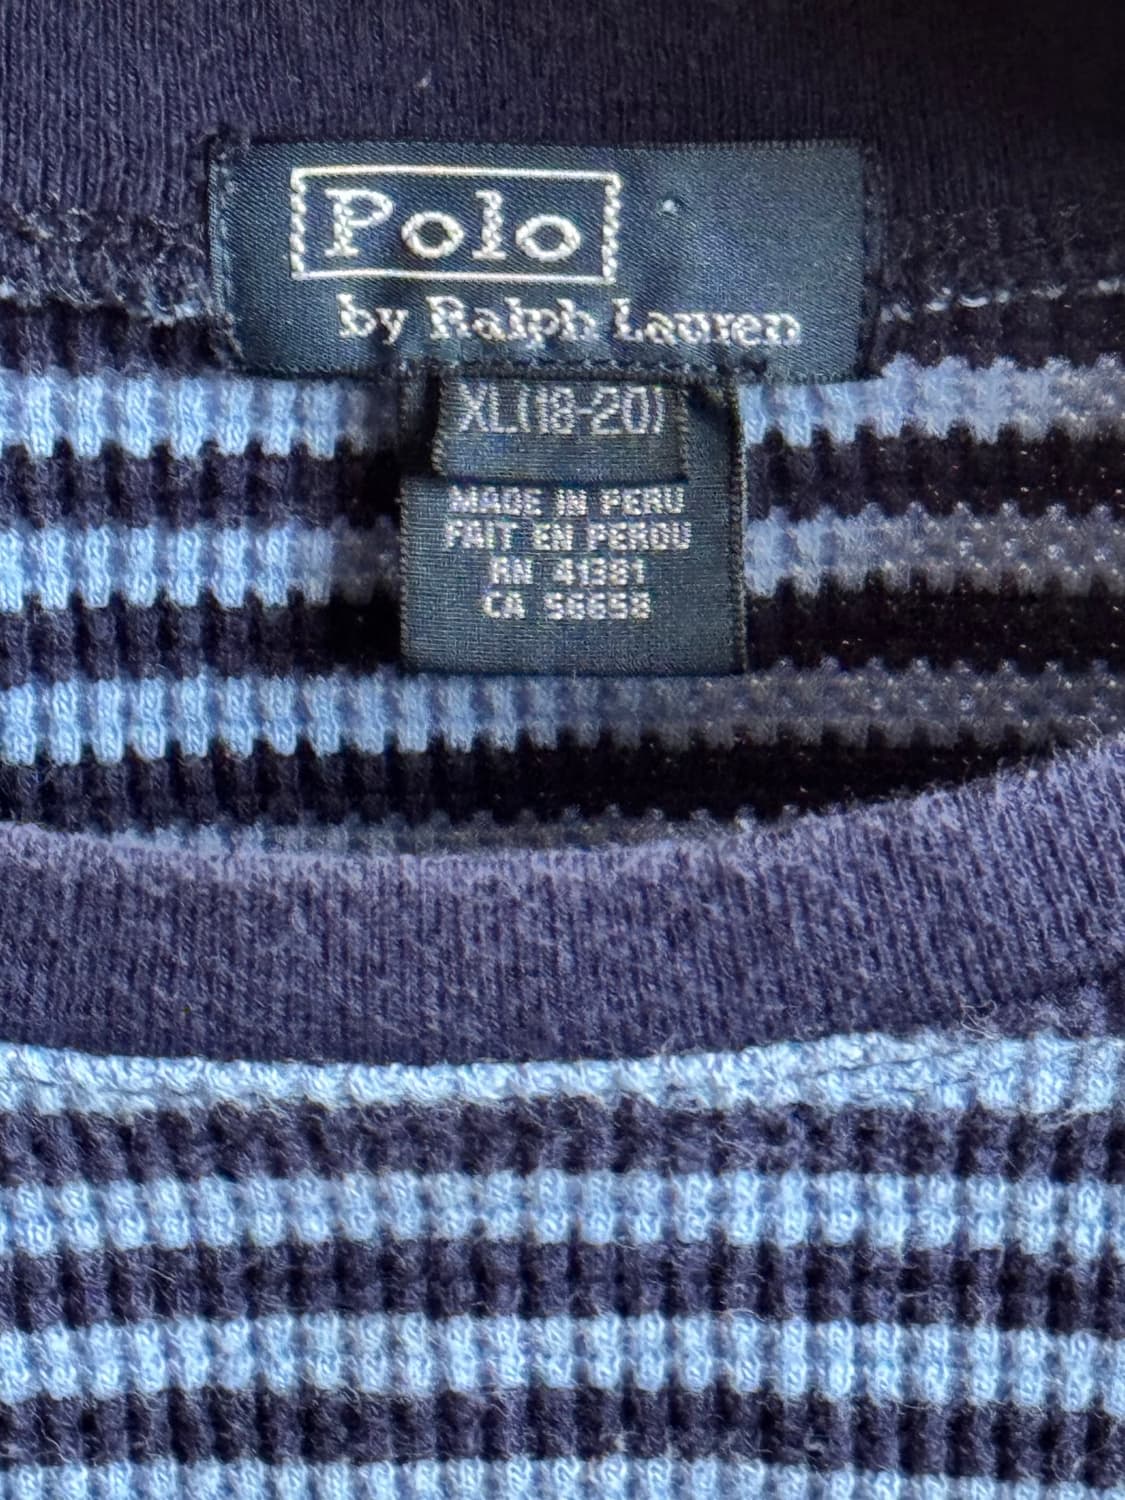 Polo
by Ralph Lauren
XL(18-20)
MADE IN PERU
FAIT EN PEROU
RN 41381
CA 56658